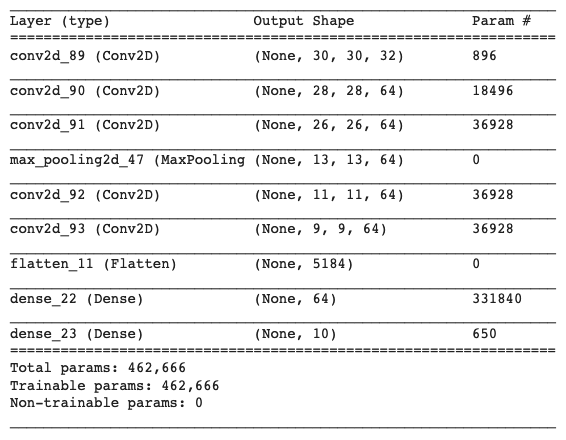 Layer (type) Output Shape Param #
=================================================================
conv2d_89 (Conv2D) (None, 30, 30, 32) 896
conv2d_90 (Conv2D) (None, 28, 28, 64) 18496
conv2d_91 (Conv2D) (None, 26, 26, 64) 36928
max_pooling2d_47 (MaxPooling (None, 13, 13, 64) 0
conv2d_92 (Conv2D) (None, 11, 11, 64) 36928
conv2d_93 (Conv2D) (None, 9, 9, 64) 36928
flatten_11 (Flatten) (None, 5184) 0
dense_22 (Dense) (None, 64) 331840
dense_23 (Dense) (None, 10) 650
=================================================================
Total params: 462,666
Trainable params: 462,666
Non-trainable params: 0